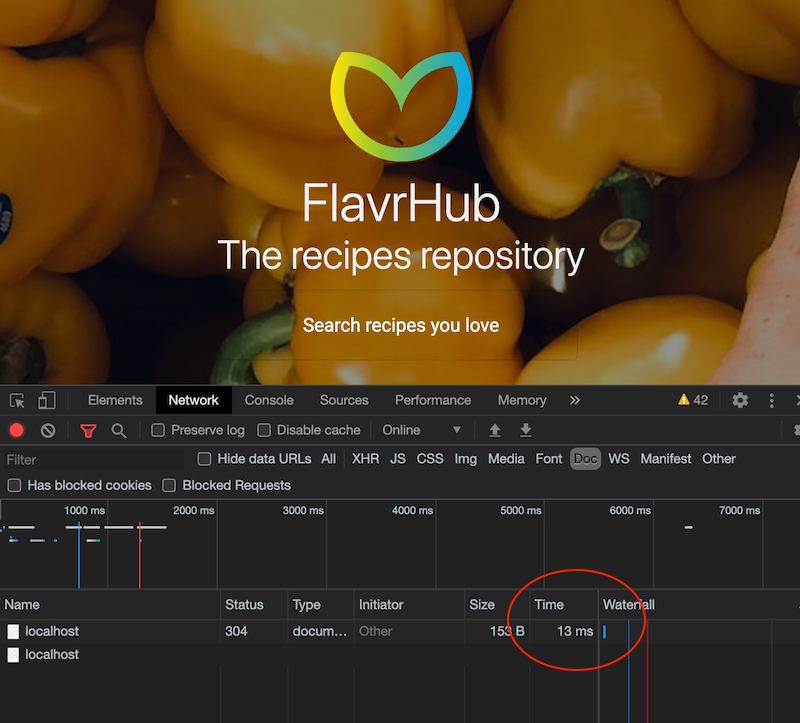 FlavrHub
The recipes repository
Search recipes you love
Elements Network Console Sources Performance Memory » 42
Preserve log Disable cache Online
Filter Hide data URLs All XHR JS CSS Img Media Font Doc WS Manifest Other
Has blocked cookies Blocked Requests
1000 ms 2000 ms 3000 ms 4000 ms 5000 ms 6000 ms 7000 ms
Name Status Type Initiator Size Time Waterfall
localhost 304 docum... Other 153 B 13 ms
localhost